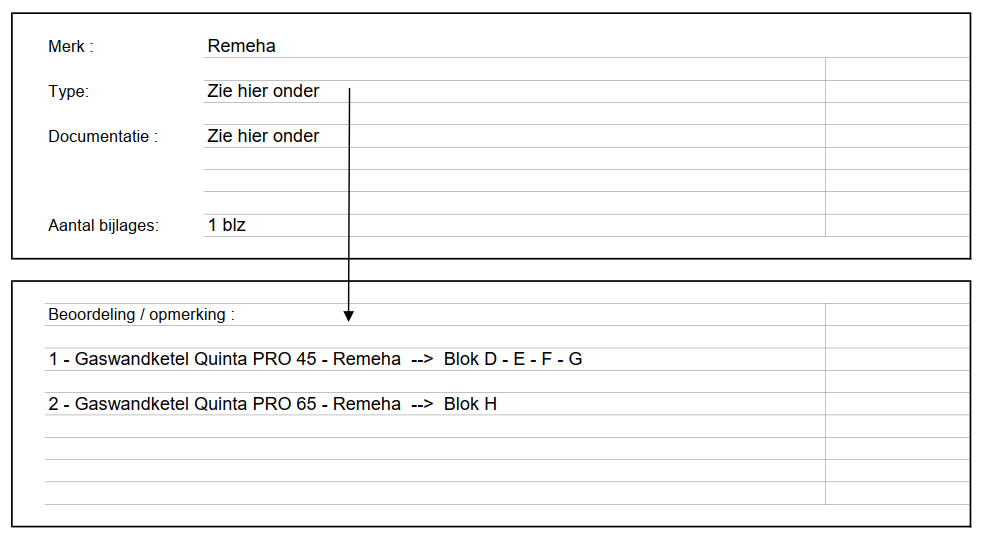 Merk : Remeha
Type: Zie hier onder
Documentatie : Zie hier onder
Aantal bijlages: 1 blz
Beoordeling / opmerking :
1 - Gaswandketel Quinta PRO 45 - Remeha --> Blok D - E - F - G
2 - Gaswandketel Quinta PRO 65 - Remeha --> Blok H